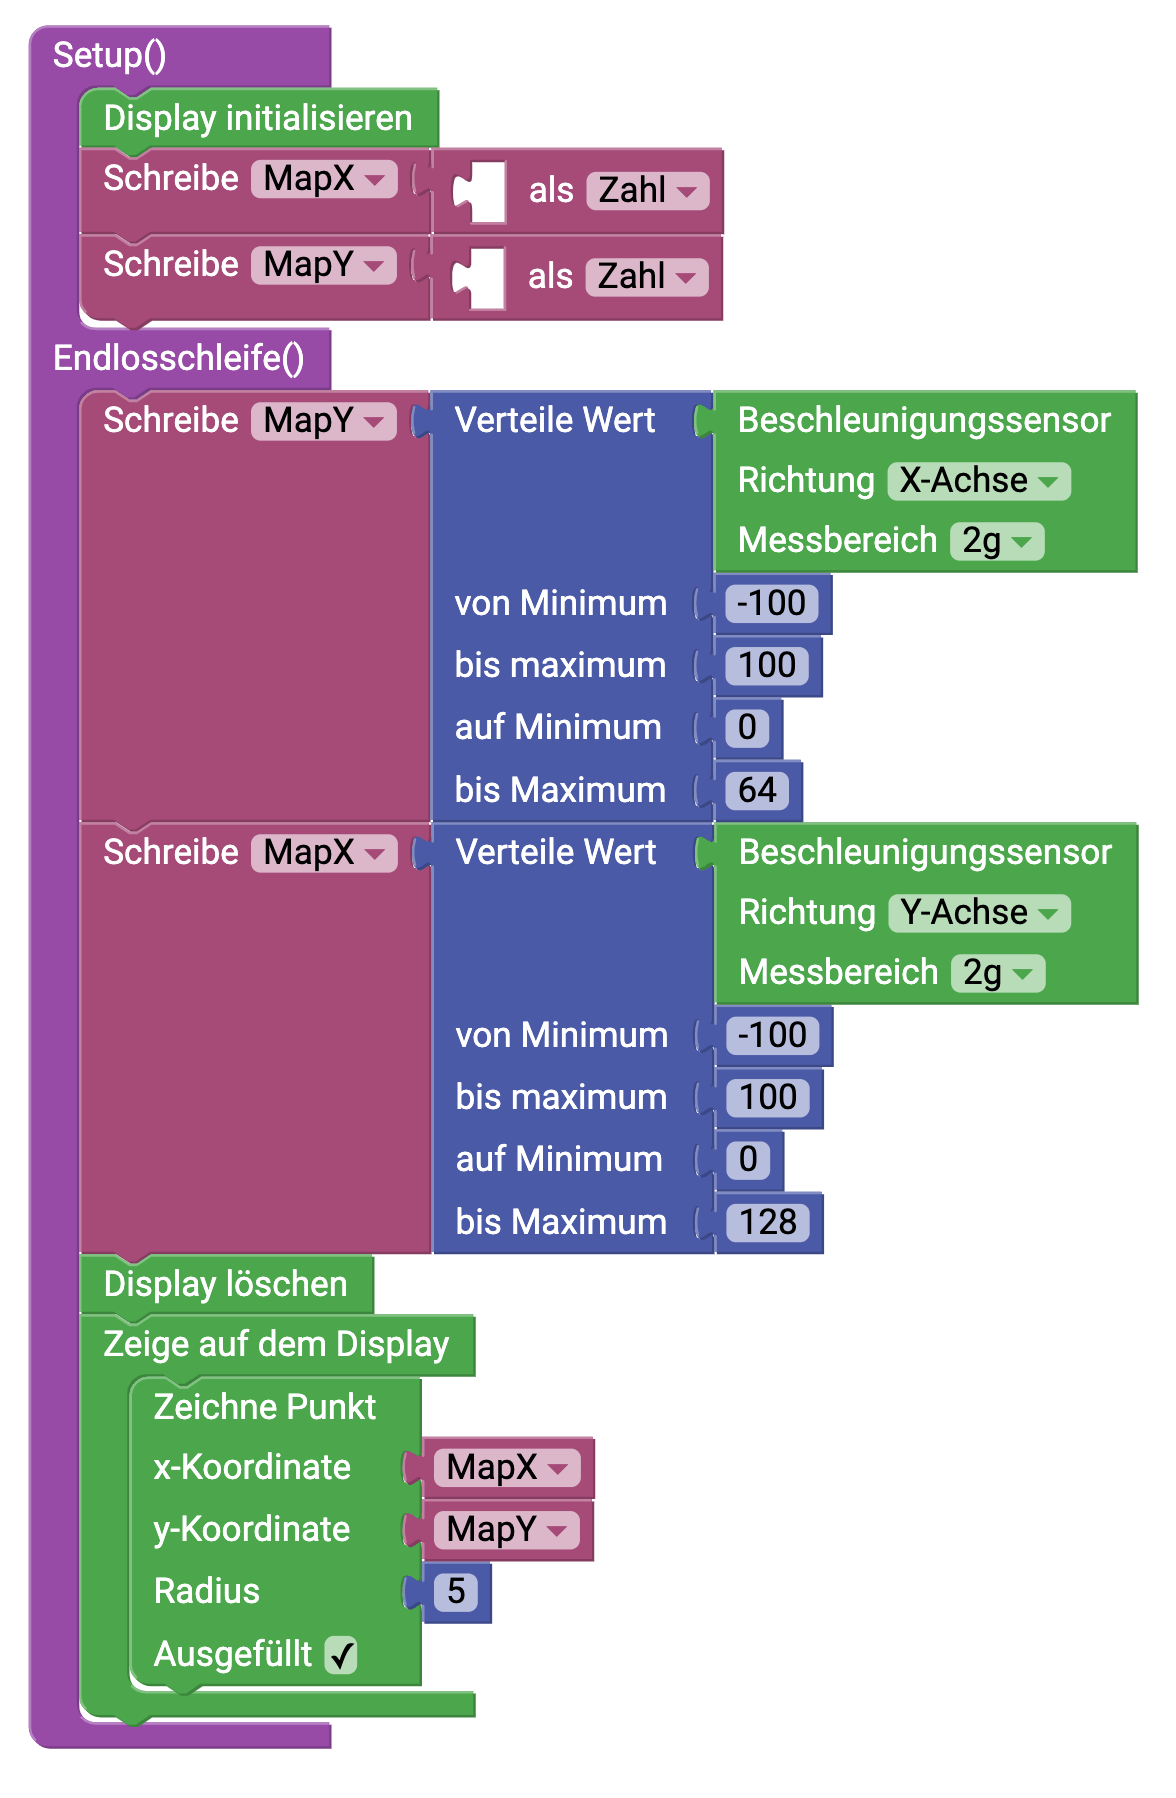 Setup()
Display initialisieren
Schreibe MapX als Zahl
Schreibe MapY als Zahl
Endlosschleife()
Schreibe MapY Verteile Wert Beschleunigungssensor
Richtung X-Achse
Messbereich 2g
von Minimum -100
bis maximum 100
auf Minimum 0
bis Maximum 64
Schreibe MapX Verteile Wert Beschleunigungssensor
Richtung Y-Achse
Messbereich 2g
von Minimum -100
bis maximum 100
auf Minimum 0
bis Maximum 128
Display löschen
Zeige auf dem Display
Zeichne Punkt
x-Koordinate MapX
y-Koordinate MapY
Radius 5
Ausgefüllt ✓